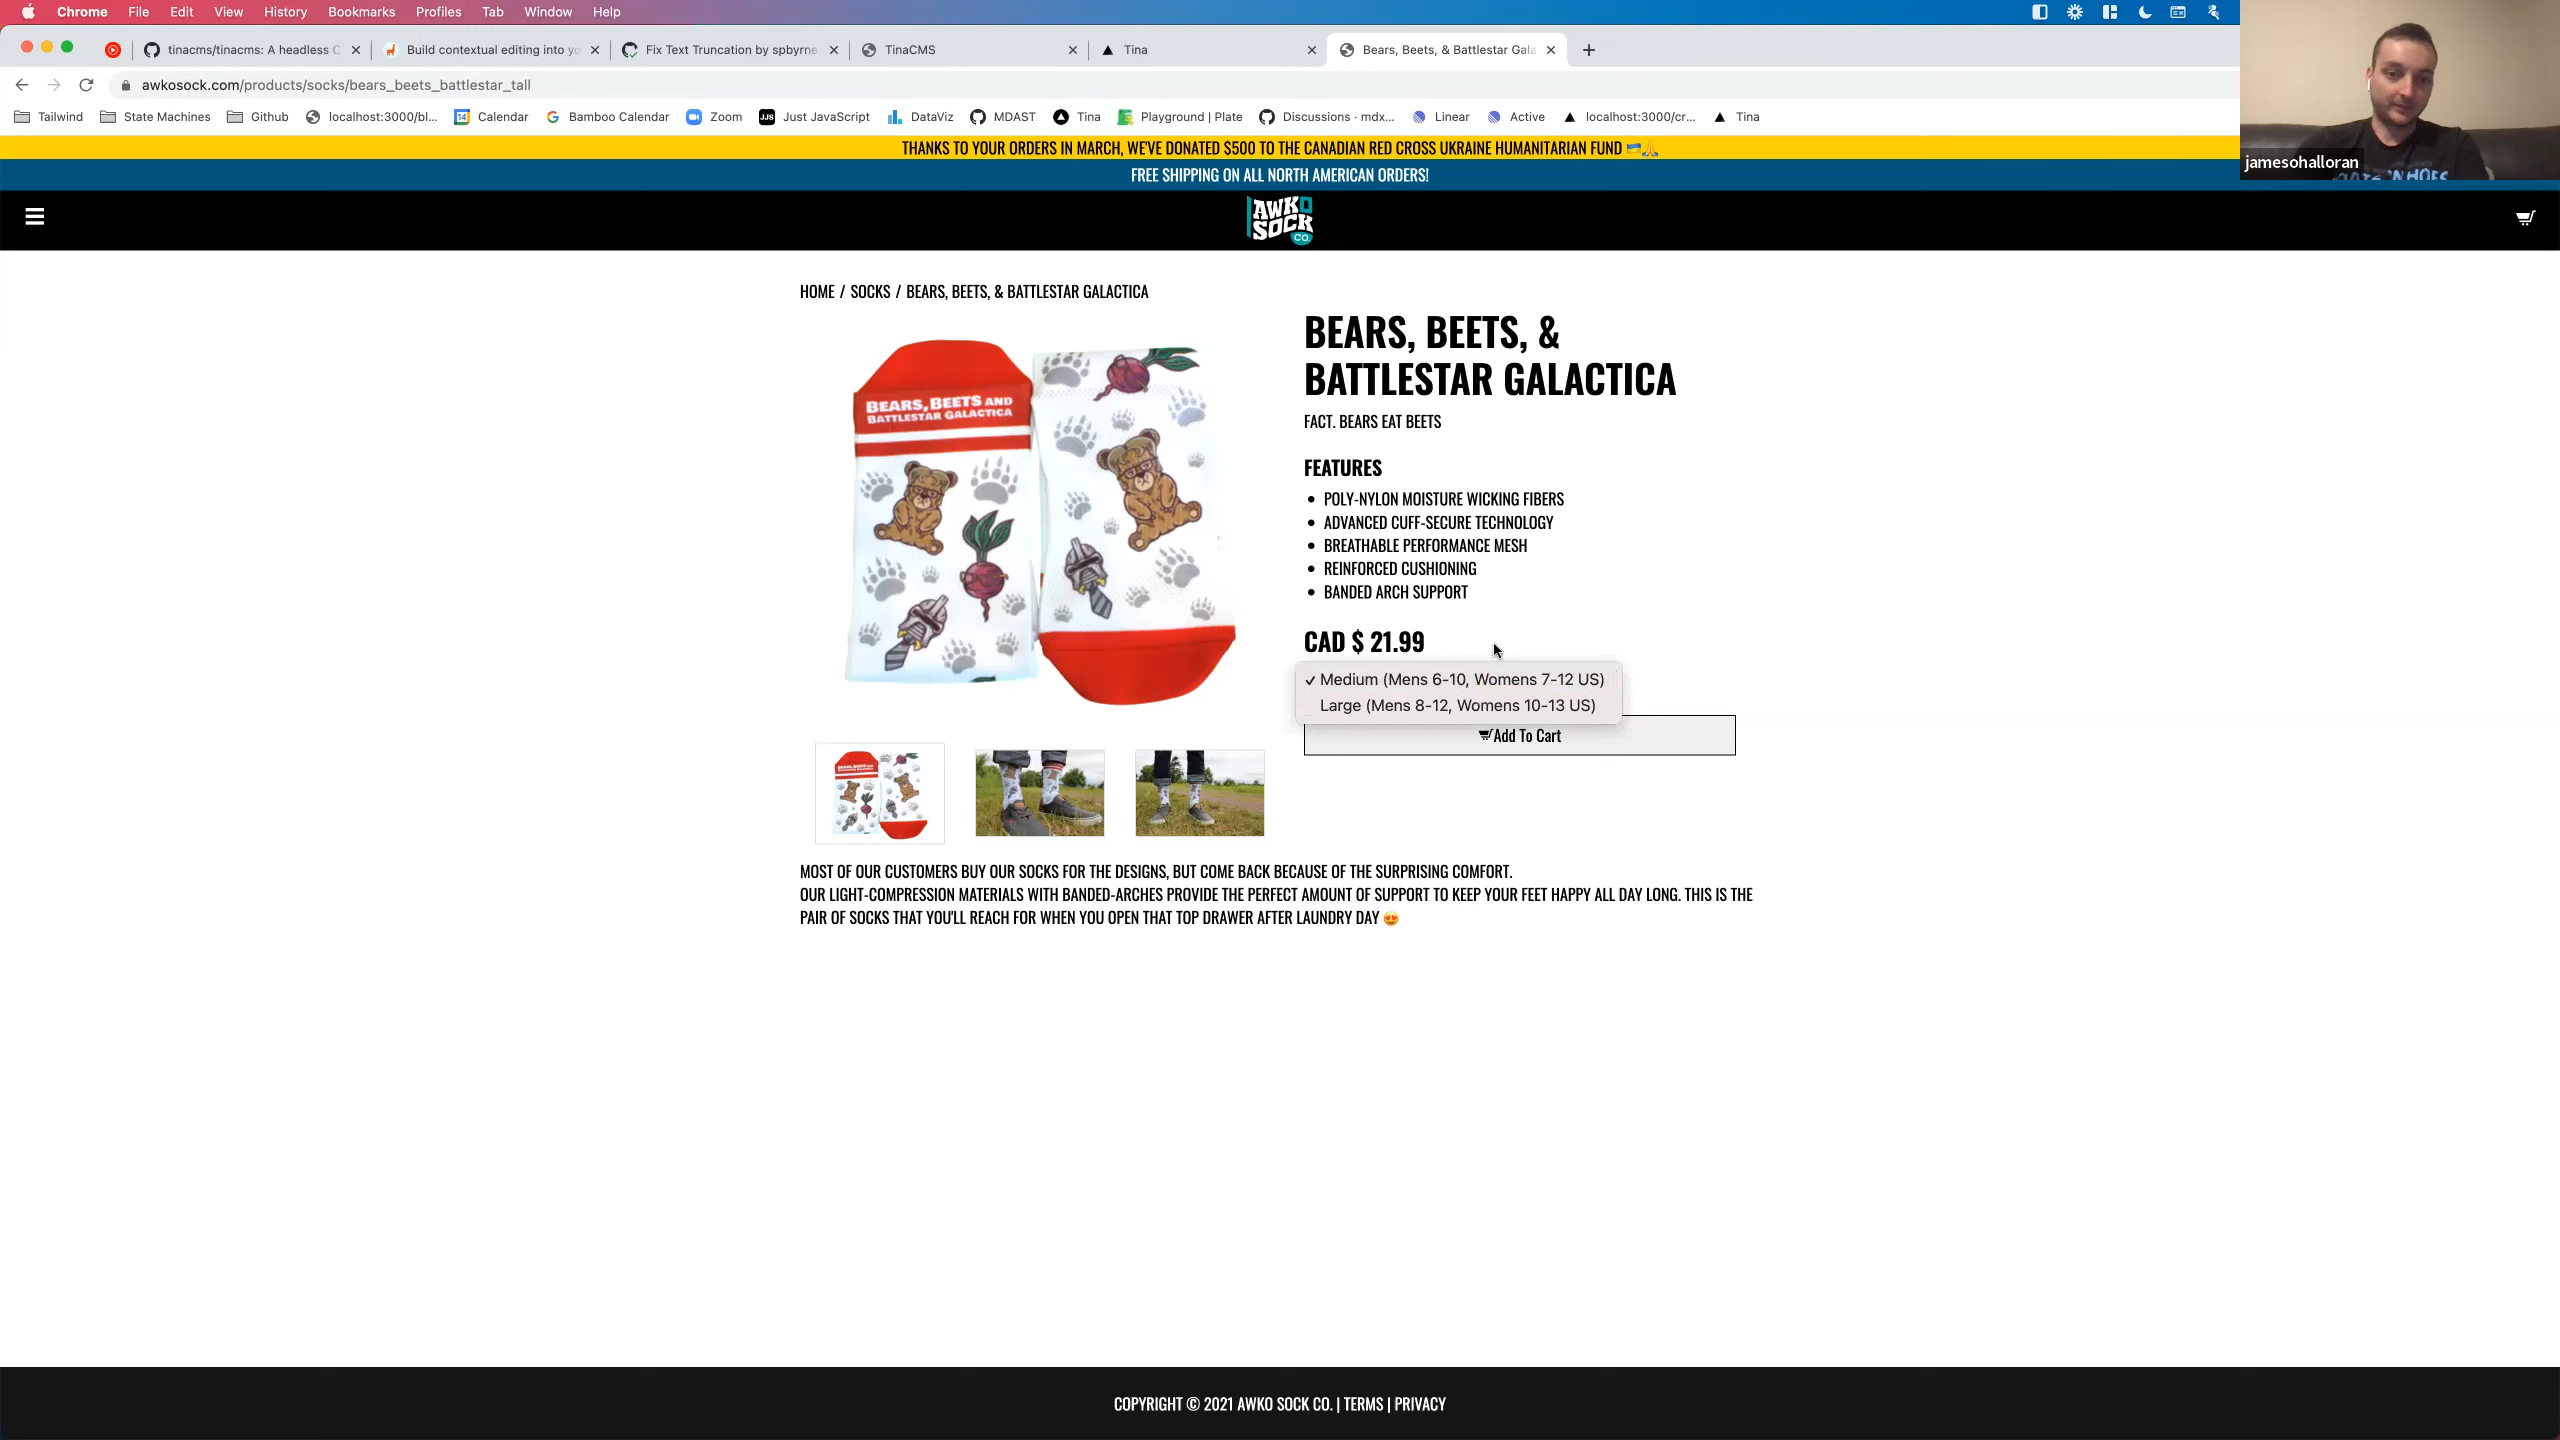 Chrome File Edit View History Bookmarks Profiles Tab Window Help
tinacms/tinacms: A headless C
Build contextual editing into yo
Fix Text Truncation by spbyrne
TinaCMS
Tina
Bears, Beets, & Battlestar Gala
awkosock.com/products/socks/bears_beets_battlestar_tall
Tailwind State Machines Github localhost:3000/bl... Calendar Bamboo Calendar Zoom Just JavaScript DataViz MDAST Tina Playground | Plate Discussions · mdx... Linear Active localhost:3000/cr... Tina
jamesohalloran
THANKS TO YOUR ORDERS IN MARCH, WE'VE DONATED $500 TO THE CANADIAN RED CROSS UKRAINE HUMANITARIAN FUND 🇺🇦🙏
FREE SHIPPING ON ALL NORTH AMERICAN ORDERS!
AWKO
SOCK
CO.
HOME / SOCKS / BEARS, BEETS, & BATTLESTAR GALACTICA
BEARS, BEETS AND
BATTLESTAR GALACTICA
BEARS, BEETS, &
BATTLESTAR GALACTICA
FACT. BEARS EAT BEETS
FEATURES
• POLY-NYLON MOISTURE WICKING FIBERS
• ADVANCED CUFF-SECURE TECHNOLOGY
• BREATHABLE PERFORMANCE MESH
• REINFORCED CUSHIONING
• BANDED ARCH SUPPORT
CAD $ 21.99
✓ Medium (Mens 6-10, Womens 7-12 US)
Large (Mens 8-12, Womens 10-13 US)
Add To Cart
MOST OF OUR CUSTOMERS BUY OUR SOCKS FOR THE DESIGNS, BUT COME BACK BECAUSE OF THE SURPRISING COMFORT.
OUR LIGHT-COMPRESSION MATERIALS WITH BANDED-ARCHES PROVIDE THE PERFECT AMOUNT OF SUPPORT TO KEEP YOUR FEET HAPPY ALL DAY LONG. THIS IS THE
PAIR OF SOCKS THAT YOU'LL REACH FOR WHEN YOU OPEN THAT TOP DRAWER AFTER LAUNDRY DAY 😍
COPYRIGHT © 2021 AWKO SOCK CO. | TERMS | PRIVACY